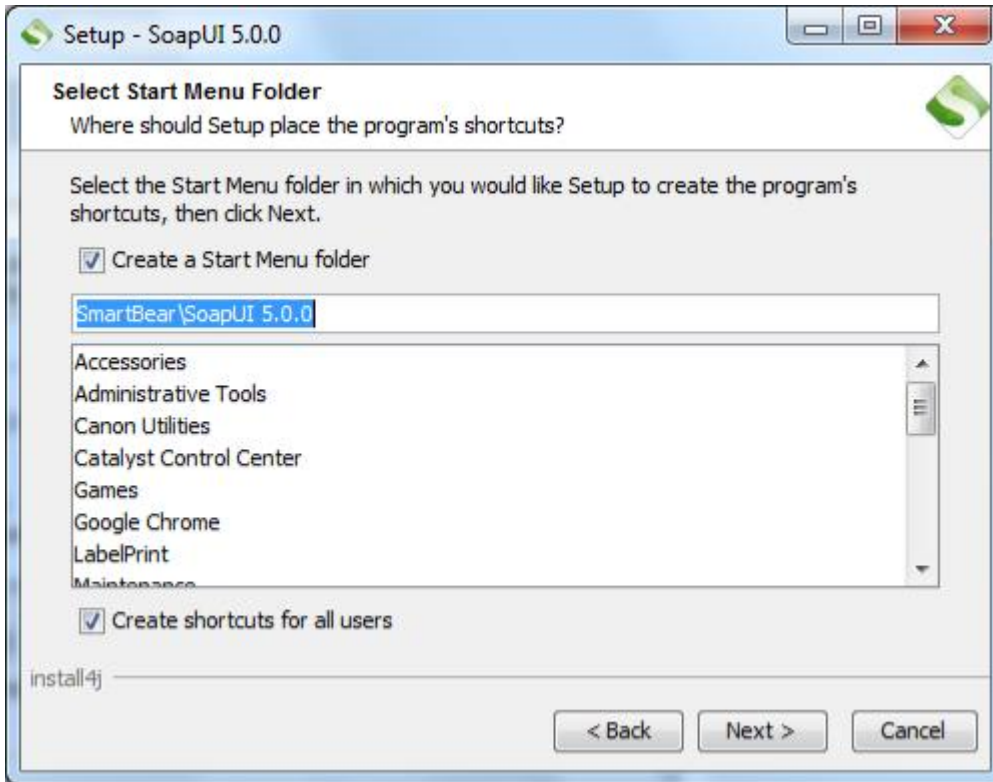 Setup - SoapUI 5.0.0
Select Start Menu Folder
Where should Setup place the program's shortcuts?
Select the Start Menu folder in which you would like Setup to create the program's
shortcuts, then click Next.
Create a Start Menu folder
SmartBear\SoapUI 5.0.0
Accessories
Administrative Tools
Canon Utilities
Catalyst Control Center
Games
Google Chrome
LabelPrint
Maintenance
Create shortcuts for all users
install4j
< Back
Next >
Cancel